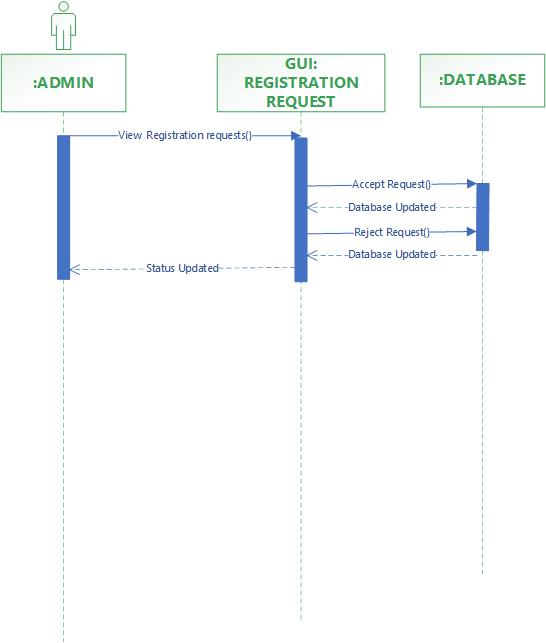 :ADMIN
GUI:
REGISTRATION
REQUEST
:DATABASE
View Registration requests()
Accept Request()
Database Updated
Reject Request()
Database Updated
Status Updated